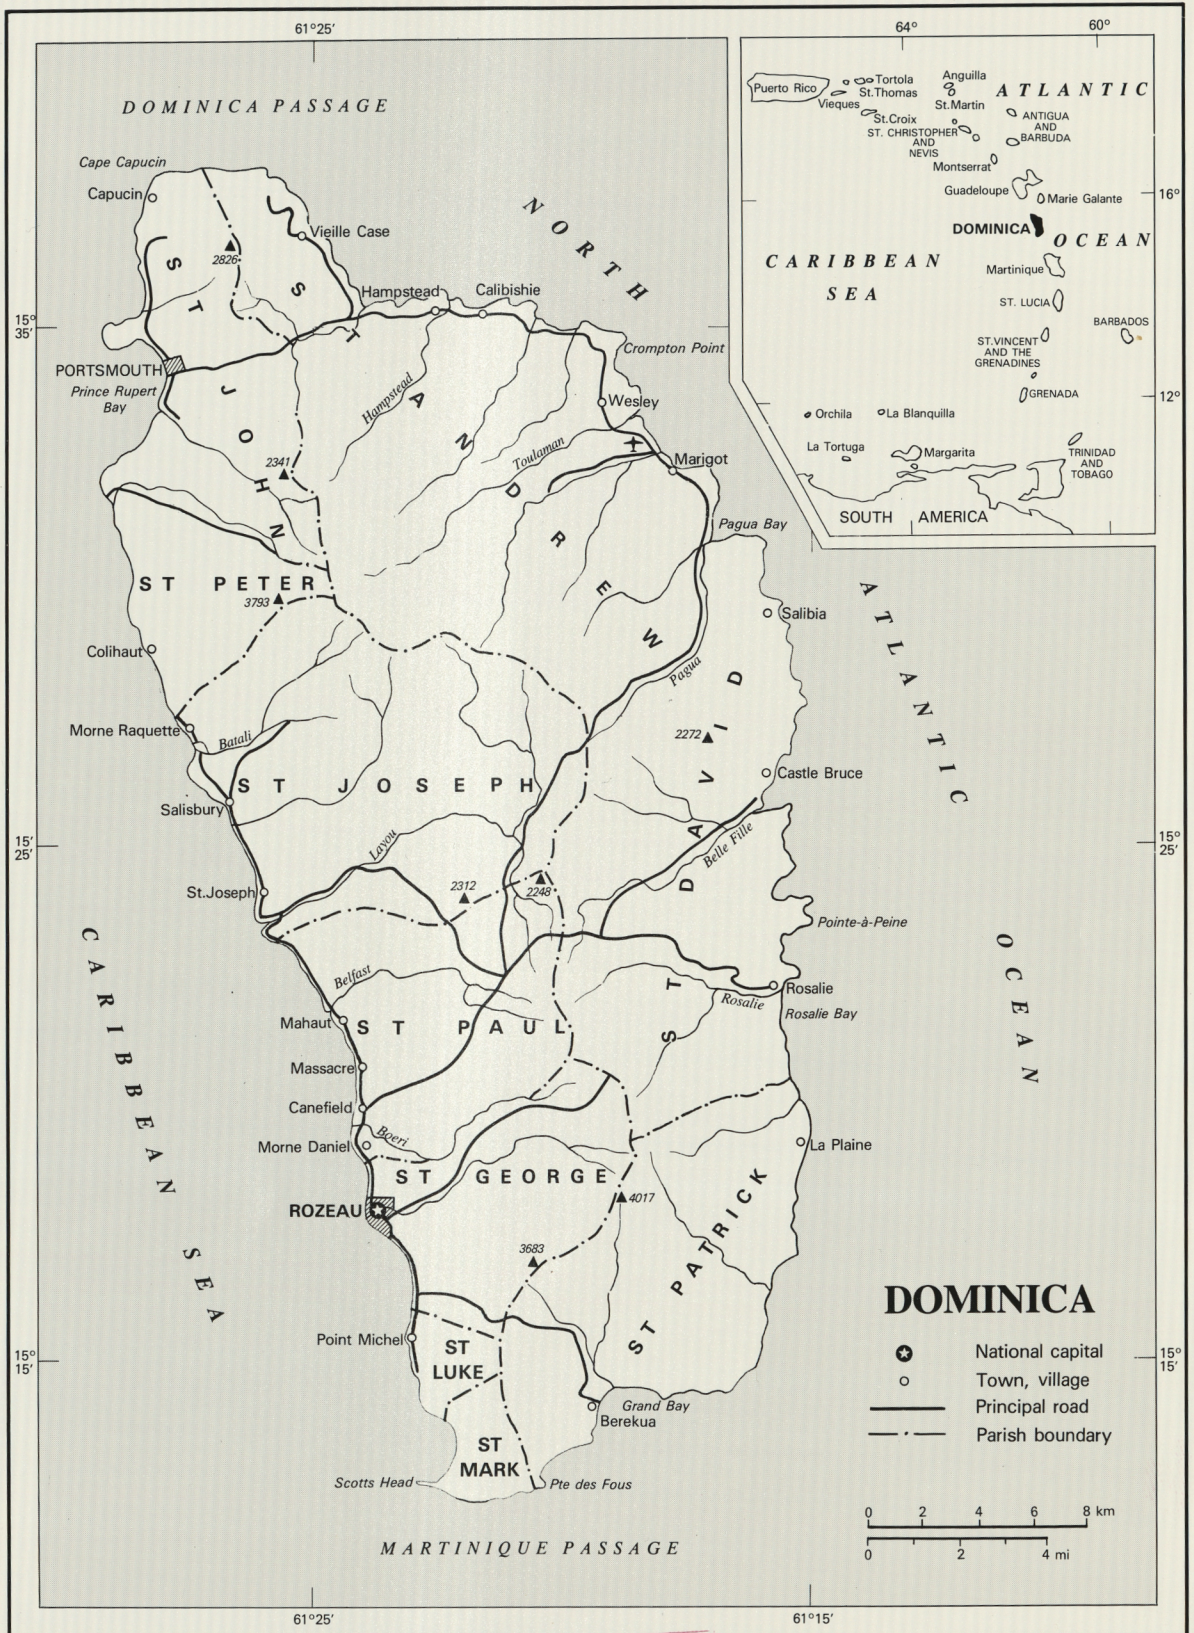 61°25'
64°
60°
DOMINICA PASSAGE
Cape Capucin
Capucin
Vieille Case
2826
NORTH
Hampstead
Calibishie
15°
35'
PORTSMOUTH
Prince Rupert
Bay
Crompton Point
Hampstead
Wesley
Toulaman
Marigot
ST JOHN
ST ANDREW
2341
Pagua Bay
ST PETER
3793
Salibia
Colihaut
Pagua
Morne Raquette
Batali
2272
ST JOSEPH
Castle Bruce
Salisbury
ST DAVID
Layou
Belle Fille
15°
25'
15°
25'
St.Joseph
2312
2248
Pointe-à-Peine
Belfast
Rosalie
Rosalie
Rosalie Bay
Mahaut
ST PAUL
Massacre
Canefield
Boeri
Morne Daniel
La Plaine
ST GEORGE
ROZEAU
4017
3683
ST PATRICK
Point Michel
ST
LUKE
15°
15'
15°
15'
Grand Bay
Berekua
ST
MARK
Scotts Head
Pte des Fous
MARTINIQUE PASSAGE
CARIBBEAN SEA
ATLANTIC
OCEAN
61°25'
61°15'
Puerto Rico
Tortola
St.Thomas
Vieques
St.Croix
Anguilla
St.Martin
ATLANTIC
ST. CHRISTOPHER
AND
NEVIS
ANTIGUA
AND
BARBUDA
Montserrat
Guadeloupe
Marie Galante
16°
DOMINICA
OCEAN
CARIBBEAN
SEA
Martinique
ST. LUCIA
BARBADOS
ST.VINCENT
AND THE
GRENADINES
GRENADA
12°
Orchila
La Blanquilla
La Tortuga
Margarita
TRINIDAD
AND
TOBAGO
SOUTH AMERICA
DOMINICA
National capital
Town, village
Principal road
Parish boundary
0 2 4 6 8 km
0 2 4 mi